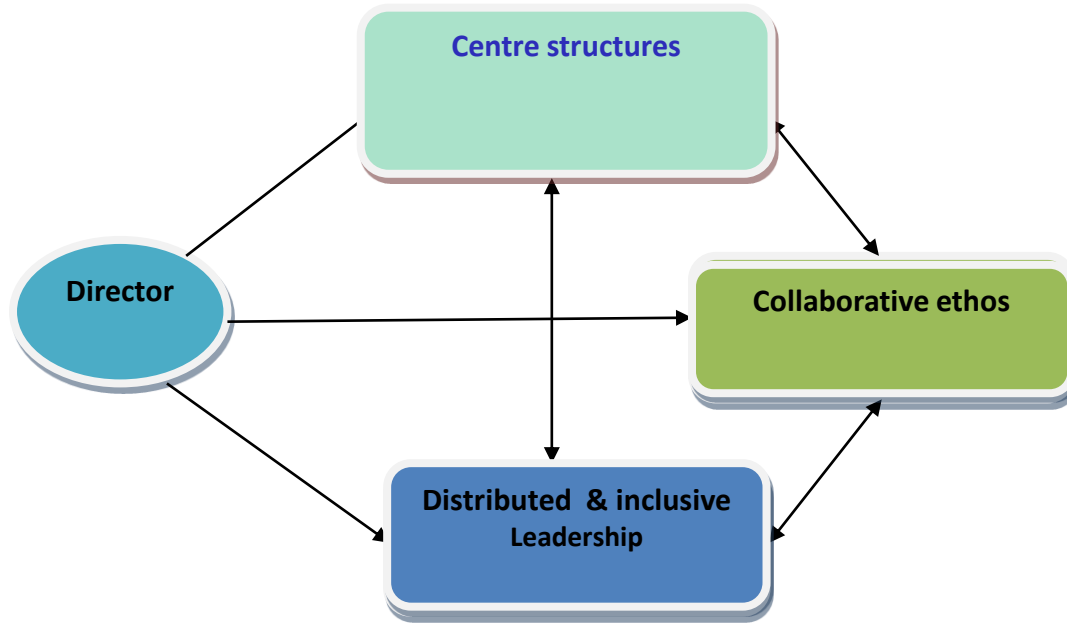 Centre structures
Director
Collaborative ethos
Distributed  & inclusive
Leadership